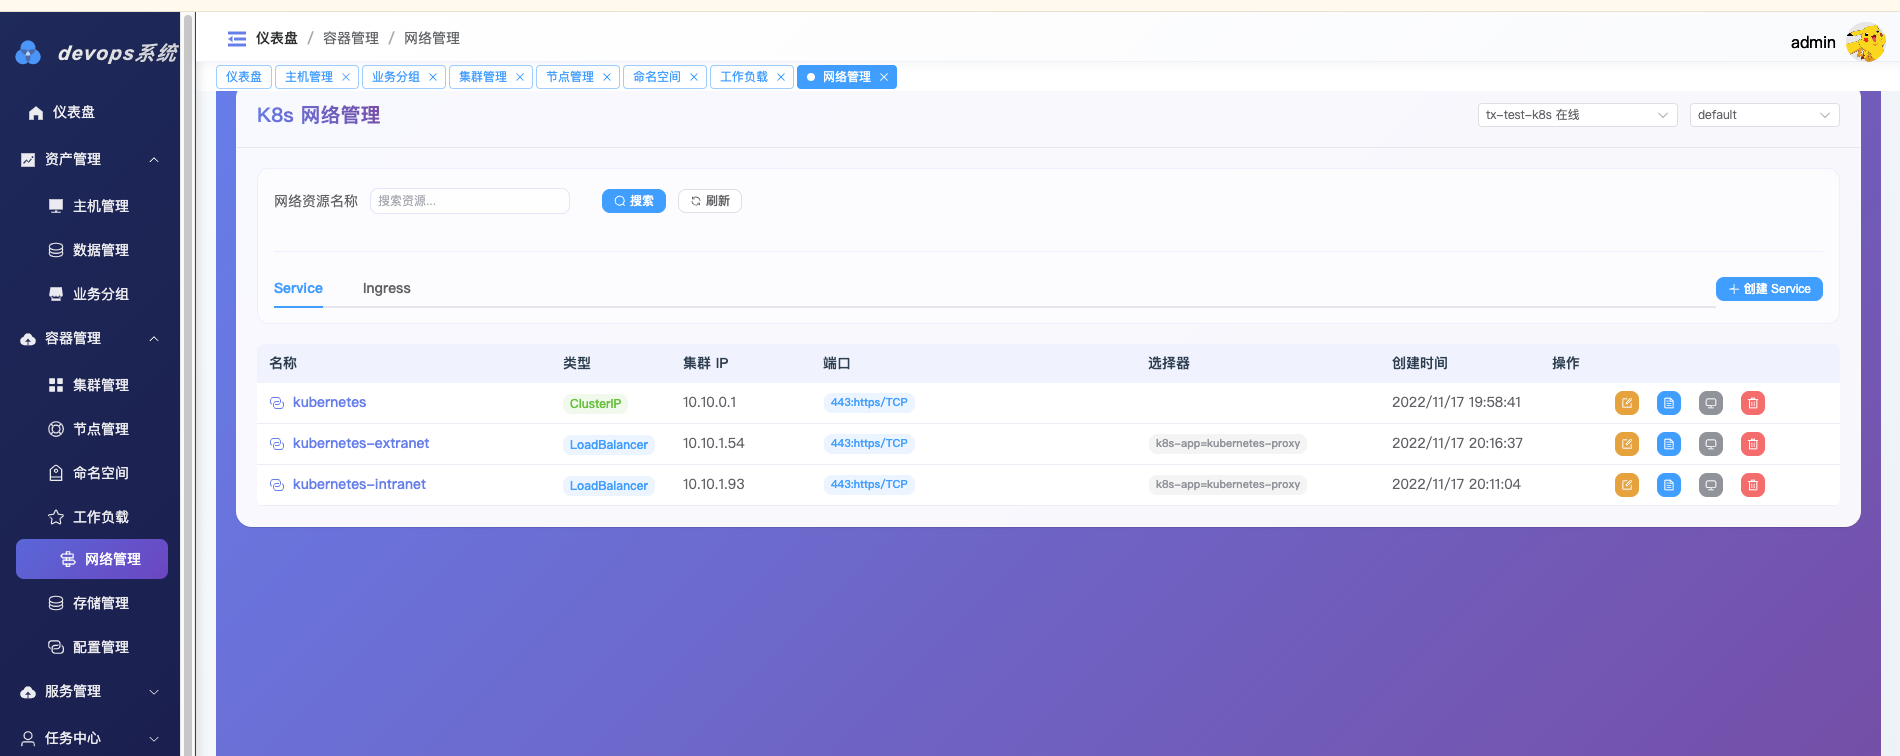 devops系统
仪表盘
资产管理
主机管理
数据管理
业务分组
容器管理
集群管理
节点管理
命名空间
工作负载
网络管理
存储管理
配置管理
服务管理
任务中心
仪表盘 / 容器管理 / 网络管理
admin
仪表盘 主机管理 业务分组 集群管理 节点管理 命名空间 工作负载 网络管理
K8s 网络管理
tx-test-k8s 在线 default
网络资源名称 搜索资源... 搜索 刷新
Service Ingress 创建 Service
名称 类型 集群 IP 端口 选择器 创建时间 操作
kubernetes ClusterIP 10.10.0.1 443:https/TCP 2022/11/17 19:58:41
kubernetes-extranet LoadBalancer 10.10.1.54 443:https/TCP k8s-app=kubernetes-proxy 2022/11/17 20:16:37
kubernetes-intranet LoadBalancer 10.10.1.93 443:https/TCP k8s-app=kubernetes-proxy 2022/11/17 20:11:04